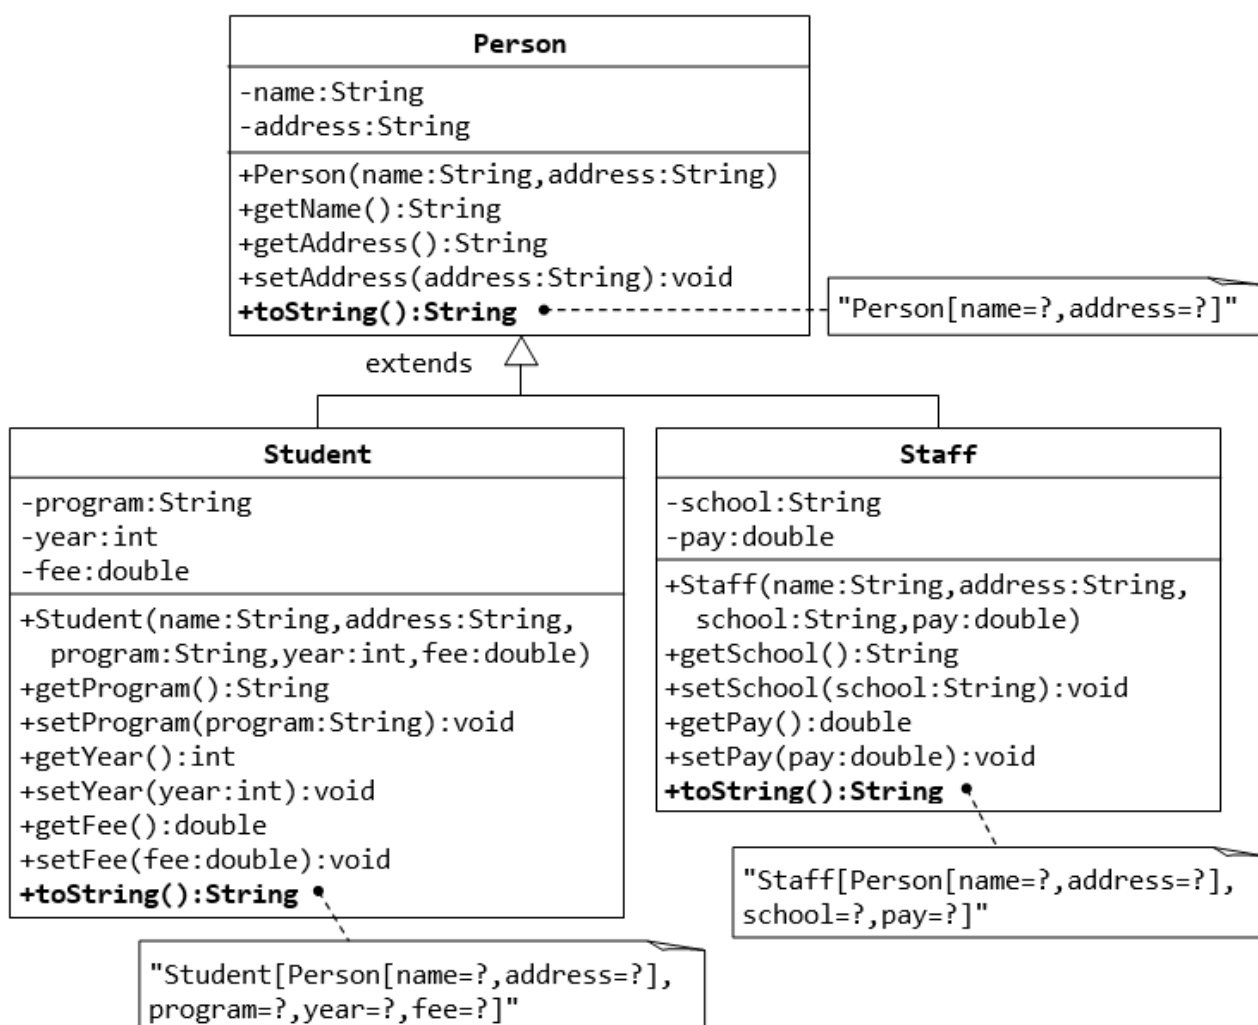 Person
-name:String
-address:String
+Person(name:String,address:String)
+getName():String
+getAddress():String
+setAddress(address:String):void
+toString():String
"Person[name=?,address=?]"
extends
Student
-program:String
-year:int
-fee:double
+Student(name:String,address:String,
program:String,year:int,fee:double)
+getProgram():String
+setProgram(program:String):void
+getYear():int
+setYear(year:int):void
+getFee():double
+setFee(fee:double):void
+toString():String
"Student[Person[name=?,address=?],
program=?,year=?,fee=?]"
Staff
-school:String
-pay:double
+Staff(name:String,address:String,
school:String,pay:double)
+getSchool():String
+setSchool(school:String):void
+getPay():double
+setPay(pay:double):void
+toString():String
"Staff[Person[name=?,address=?],
school=?,pay=?]"